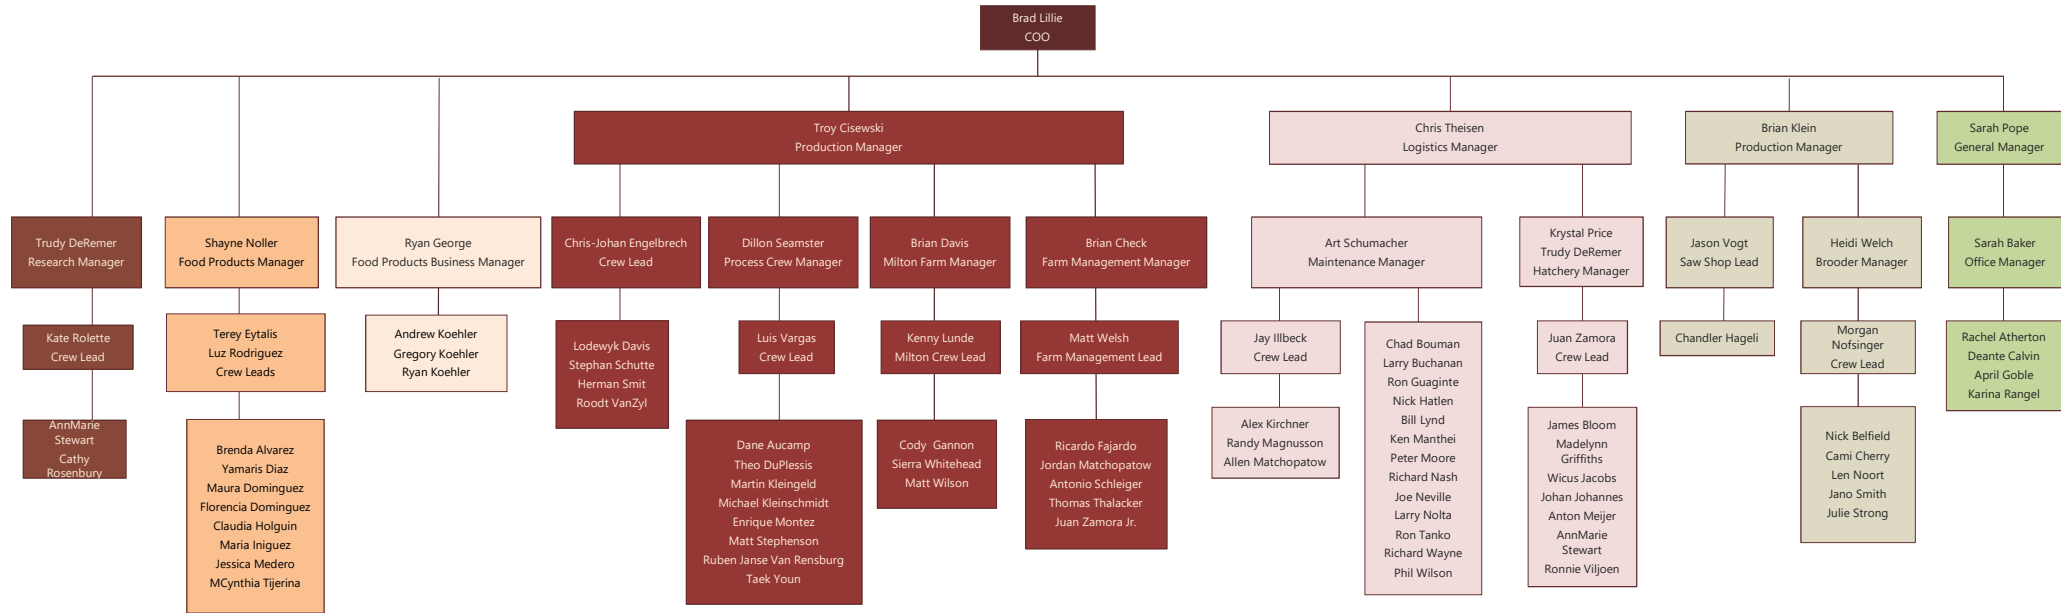 Brad Lillie
COO
Troy Cisewski
Production Manager
Chris Theisen
Logistics Manager
Brian Klein
Production Manager
Sarah Pope
General Manager
Trudy DeRemer
Research Manager
Shayne Noller
Food Products Manager
Ryan George
Food Products Business Manager
Chris-Johan Engelbrech
Crew Lead
Dillon Seamster
Process Crew Manager
Brian Davis
Milton Farm Manager
Brian Check
Farm Management Manager
Art Schumacher
Maintenance Manager
Krystal Price
Trudy DeRemer
Hatchery Manager
Jason Vogt
Saw Shop Lead
Heidi Welch
Brooder Manager
Sarah Baker
Office Manager
Kate Rolette
Crew Lead
Terey Eytalis
Luz Rodriguez
Crew Leads
Andrew Koehler
Gregory Koehler
Ryan Koehler
Lodewyk Davis
Stephan Schutte
Herman Smit
Roodt VanZyl
Luis Vargas
Crew Lead
Kenny Lunde
Milton Crew Lead
Matt Welsh
Farm Management Lead
Jay Illbeck
Crew Lead
Chad Bouman
Larry Buchanan
Ron Guaginte
Nick Hatlen
Bill Lynd
Ken Manthei
Peter Moore
Richard Nash
Joe Neville
Larry Nolta
Ron Tanko
Richard Wayne
Phil Wilson
Juan Zamora
Crew Lead
Chandler Hageli
Morgan
Nofsinger
Crew Lead
Rachel Atherton
Deante Calvin
April Goble
Karina Rangel
AnnMarie
Stewart
Cathy
Rosenbury
Brenda Alvarez
Yamaris Diaz
Maura Dominguez
Florencia Dominguez
Claudia Holguin
Maria Iniguez
Jessica Medero
MCynthia Tijerina
Dane Aucamp
Theo DuPlessis
Martin Kleingeld
Michael Kleinschmidt
Enrique Montez
Matt Stephenson
Ruben Janse Van Rensburg
Taek Youn
Cody Gannon
Sierra Whitehead
Matt Wilson
Ricardo Fajardo
Jordan Matchopatow
Antonio Schleiger
Thomas Thalacker
Juan Zamora Jr.
Alex Kirchner
Randy Magnusson
Allen Matchopatow
James Bloom
Madelynn
Griffiths
Wicus Jacobs
Johan Johannes
Anton Meijer
AnnMarie
Stewart
Ronnie Viljoen
Nick Belfield
Cami Cherry
Len Noort
Jano Smith
Julie Strong